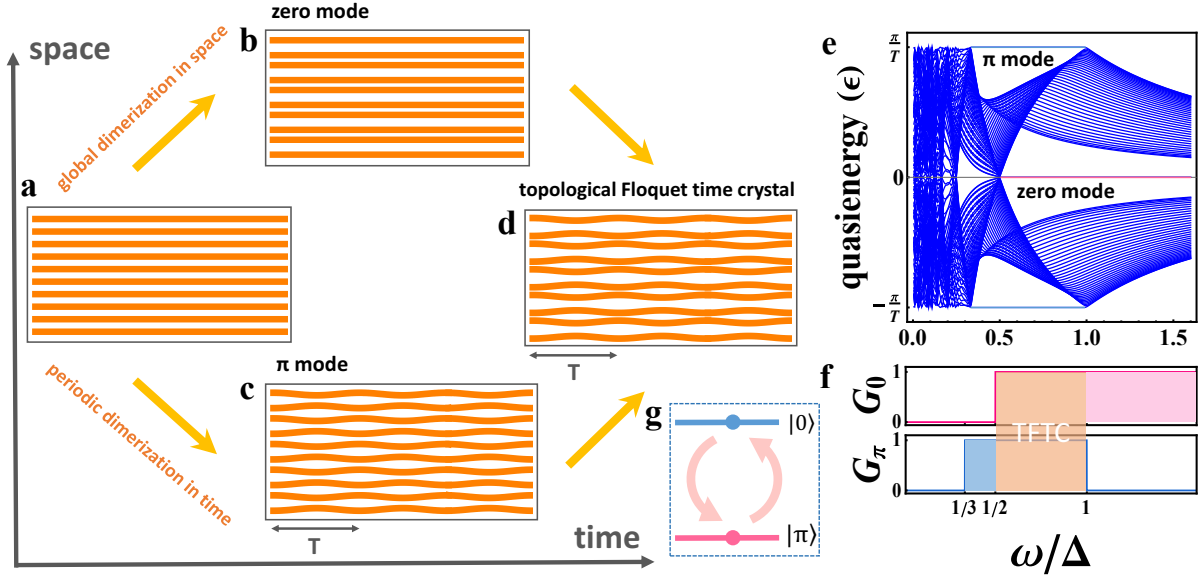 space
global dimerization in space
a
periodic dimerization in time
b
zero mode
c
π mode
T
d
topological Floquet time crystal
T
time
g
|0⟩
|π⟩
e
quasienergy (ϵ)
π/T
0
−π/T
π mode
zero mode
0.0
0.5
1.0
1.5
f
G₀
1
0
TFTC
Gπ
1
0
1/3
1/2
1
ω/Δ